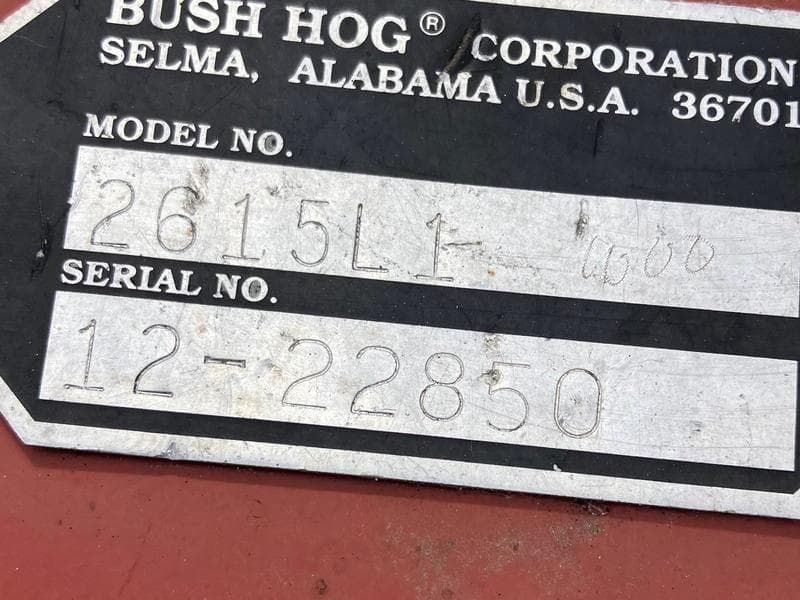 BUSH HOG® CORPORATION
SELMA, ALABAMA U.S.A. 36701
MODEL NO.
2615L1
SERIAL NO.
12-22850